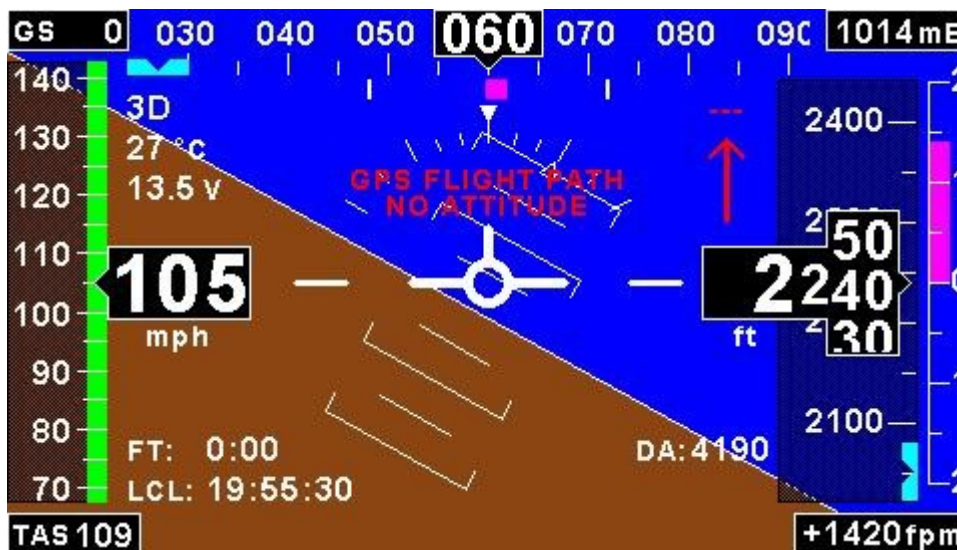 GS 0 030 040 050 060 070 080 090 1014mB
140
3D
130
27 °C
13.5 V
120
110
100
90
80
70
GPS FLIGHT PATH
NO ATTITUDE
---
2400
50
105
2240
30
mph
ft
2100
FT: 0:00
DA:4190
LCL: 19:55:30
TAS 109
+1420fpm